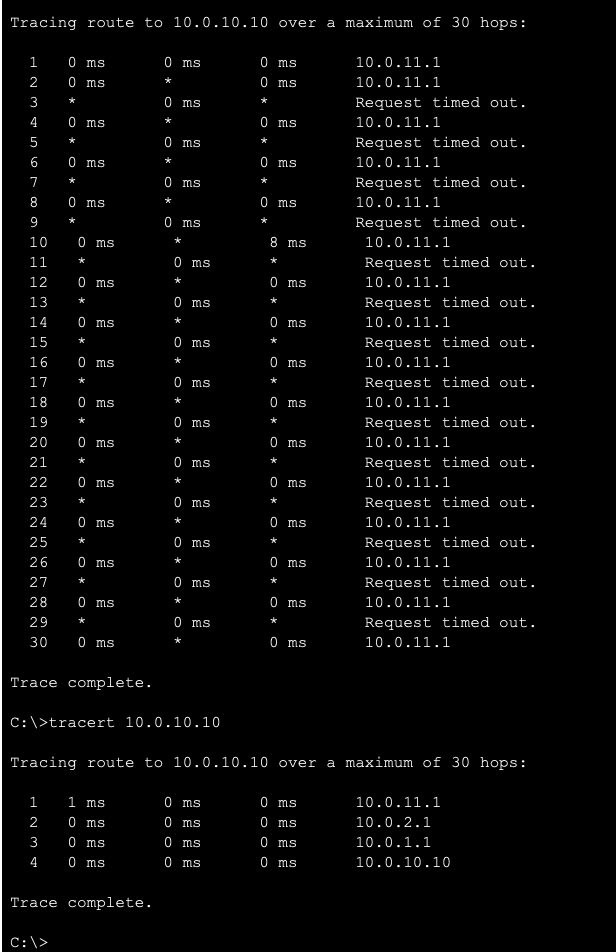 Tracing route to 10.0.10.10 over a maximum of 30 hops:
1 0 ms 0 ms 0 ms 10.0.11.1
2 0 ms * 0 ms 10.0.11.1
3 * 0 ms * Request timed out.
4 0 ms * 0 ms 10.0.11.1
5 * 0 ms * Request timed out.
6 0 ms * 0 ms 10.0.11.1
7 * 0 ms * Request timed out.
8 0 ms * 0 ms 10.0.11.1
9 * 0 ms * Request timed out.
10 0 ms * 8 ms 10.0.11.1
11 * 0 ms * Request timed out.
12 0 ms * 0 ms 10.0.11.1
13 * 0 ms * Request timed out.
14 0 ms * 0 ms 10.0.11.1
15 * 0 ms * Request timed out.
16 0 ms * 0 ms 10.0.11.1
17 * 0 ms * Request timed out.
18 0 ms * 0 ms 10.0.11.1
19 * 0 ms * Request timed out.
20 0 ms * 0 ms 10.0.11.1
21 * 0 ms * Request timed out.
22 0 ms * 0 ms 10.0.11.1
23 * 0 ms * Request timed out.
24 0 ms * 0 ms 10.0.11.1
25 * 0 ms * Request timed out.
26 0 ms * 0 ms 10.0.11.1
27 * 0 ms * Request timed out.
28 0 ms * 0 ms 10.0.11.1
29 * 0 ms * Request timed out.
30 0 ms * 0 ms 10.0.11.1
Trace complete.
C:\>tracert 10.0.10.10
Tracing route to 10.0.10.10 over a maximum of 30 hops:
1 1 ms 0 ms 0 ms 10.0.11.1
2 0 ms 0 ms 0 ms 10.0.2.1
3 0 ms 0 ms 0 ms 10.0.1.1
4 0 ms 0 ms 0 ms 10.0.10.10
Trace complete.
C:\>